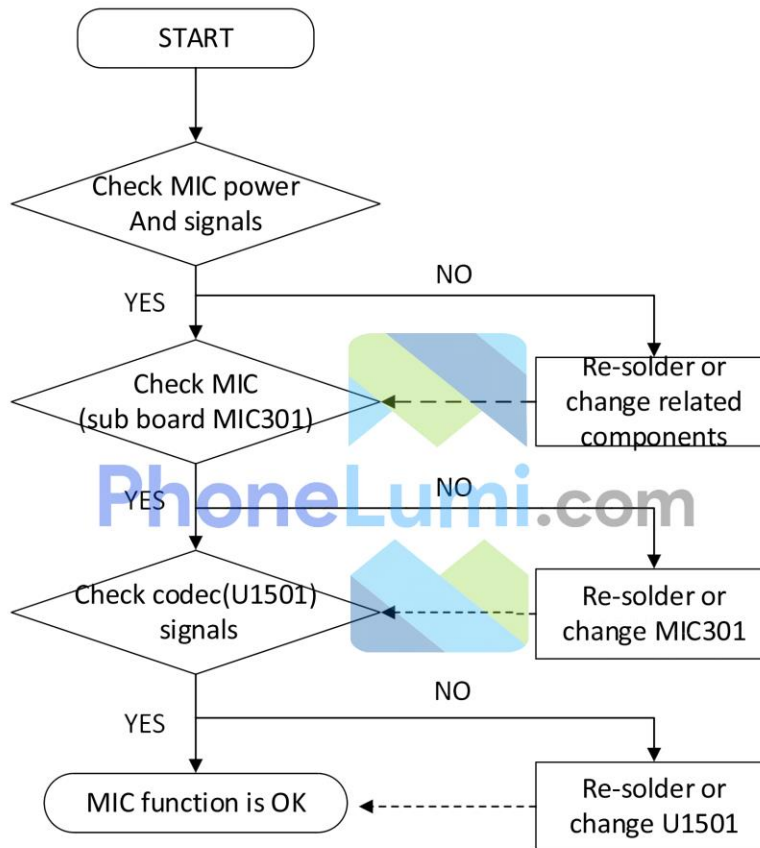 START
Check MIC power
And signals
NO
YES
Check MIC
(sub board MIC301)
Re-solder or
change related
components
PhoneLumi.com
NO
YES
Check codec(U1501)
signals
Re-solder or
change MIC301
NO
YES
MIC function is OK
Re-solder or
change U1501